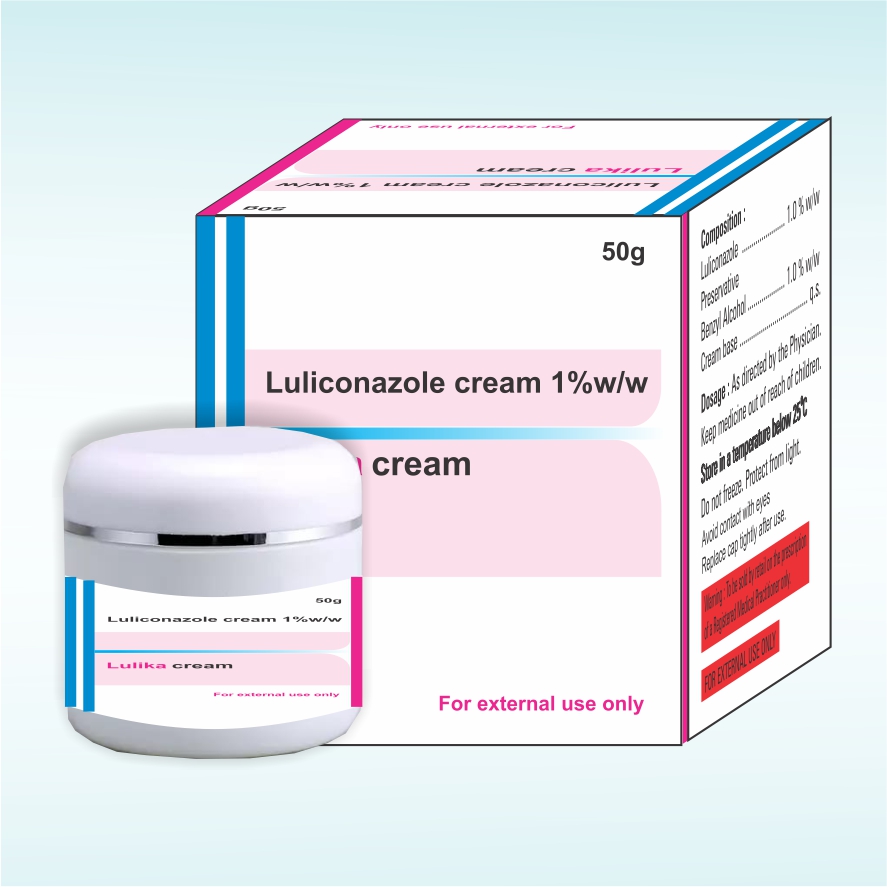 For external use only
Lulika cream
Luliconazole cream 1%w/w
50g
50g
Luliconazole cream 1%w/w
cream
For external use only
50g
Luliconazole cream 1%w/w
Lulika cream
For external use only
Composition :
Luliconazole .............. 1.0 % w/w
Preservative
Benzyl Alcohol ............ 1.0 % w/w
Cream base ...................... q.s.
Dosage : As directed by the Physician.
Keep medicine out of reach of children.
Store in a temperature below 25°C
Do not freeze. Protect from light.
Avoid contact with eyes
Replace cap tightly after use.
Warning : To be sold by retail on the prescription
of a Registered Medical Practitioner only.
FOR EXTERNAL USE ONLY